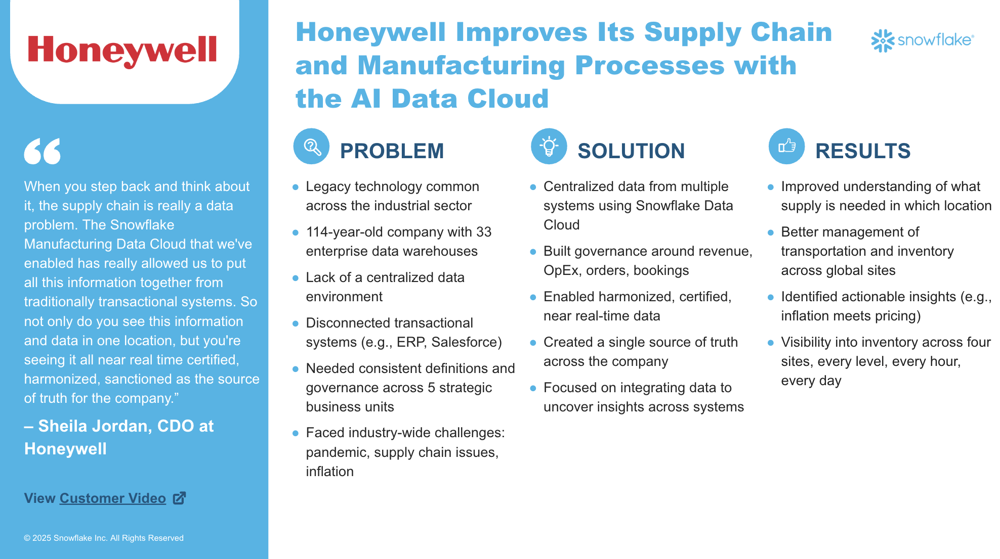 Honeywell
Honeywell Improves Its Supply Chain
and Manufacturing Processes with
the AI Data Cloud
snowflake®
“
When you step back and think about
it, the supply chain is really a data
problem. The Snowflake
Manufacturing Data Cloud that we've
enabled has really allowed us to put
all this information together from
traditionally transactional systems. So
not only do you see this information
and data in one location, but you're
seeing it all near real time certified,
harmonized, sanctioned as the source
of truth for the company.”
– Sheila Jordan, CDO at
Honeywell
View Customer Video
© 2025 Snowflake Inc. All Rights Reserved
PROBLEM
● Legacy technology common
across the industrial sector
● 114-year-old company with 33
enterprise data warehouses
● Lack of a centralized data
environment
● Disconnected transactional
systems (e.g., ERP, Salesforce)
● Needed consistent definitions and
governance across 5 strategic
business units
● Faced industry-wide challenges:
pandemic, supply chain issues,
inflation
SOLUTION
● Centralized data from multiple
systems using Snowflake Data
Cloud
● Built governance around revenue,
OpEx, orders, bookings
● Enabled harmonized, certified,
near real-time data
● Created a single source of truth
across the company
● Focused on integrating data to
uncover insights across systems
RESULTS
● Improved understanding of what
supply is needed in which location
● Better management of
transportation and inventory
across global sites
● Identified actionable insights (e.g.,
inflation meets pricing)
● Visibility into inventory across four
sites, every level, every hour,
every day